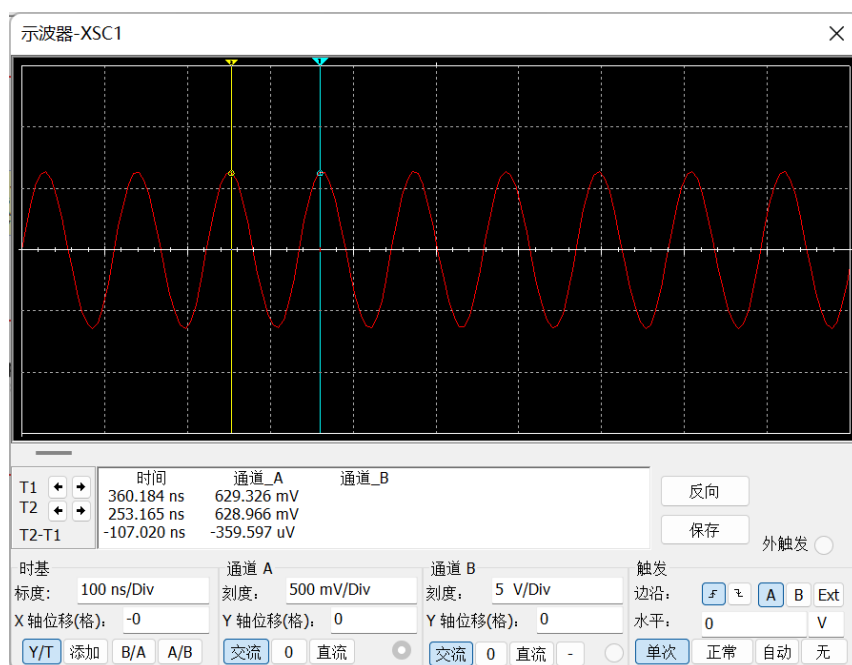 示波器-XSC1
时间 通道_A 通道_B
T1 360.184 ns 629.326 mV
T2 253.165 ns 628.966 mV
T2-T1 -107.020 ns -359.597 uV
反向
保存
外触发
时基 通道 A 通道 B 触发
标度: 100 ns/Div 刻度: 500 mV/Div 刻度: 5 V/Div 边沿: A B Ext
X 轴位移(格): -0 Y 轴位移(格): 0 Y 轴位移(格): 0 水平: 0 V
Y/T 添加 B/A A/B 交流 0 直流 交流 0 直流 - 单次 正常 自动 无